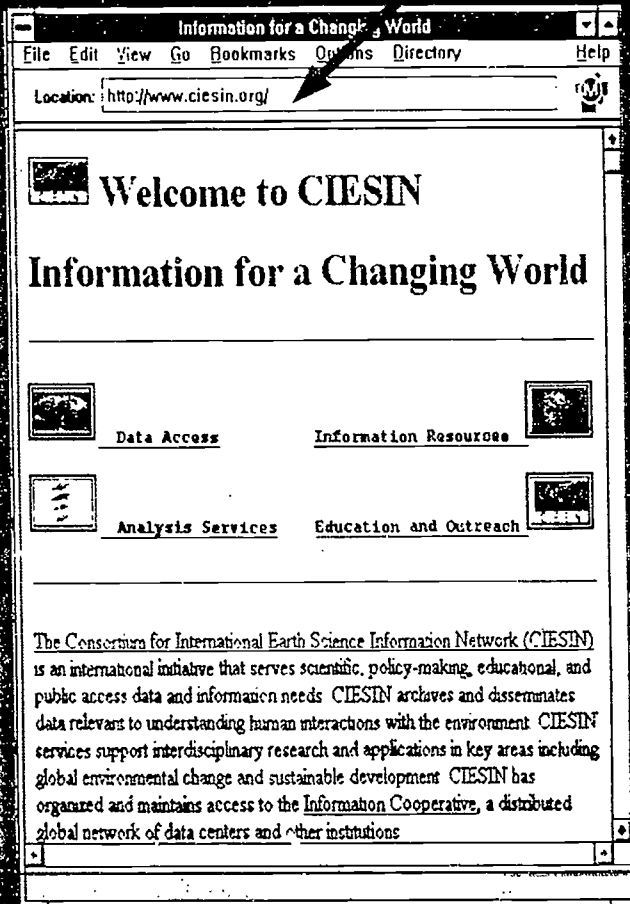 Information for a Changing World
File Edit View Go Bookmarks Options Directory Help
Location: http://www.ciesin.org/
Welcome to CIESIN
Information for a Changing World
Data Access
Information Resources
Analysis Services
Education and Outreach
The Consortium for International Earth Science Information Network (CIESIN)
is an international initiative that serves scientific, policy-making, educational, and
public access data and information needs CIESIN archives and disseminates
data relevant to understanding human interactions with the environment CIESIN
services support interdisciplinary research and applications in key areas including
global environmental change and sustainable development CIESIN has
organized and maintains access to the Information Cooperative, a distributed
global network of data centers and other institutions